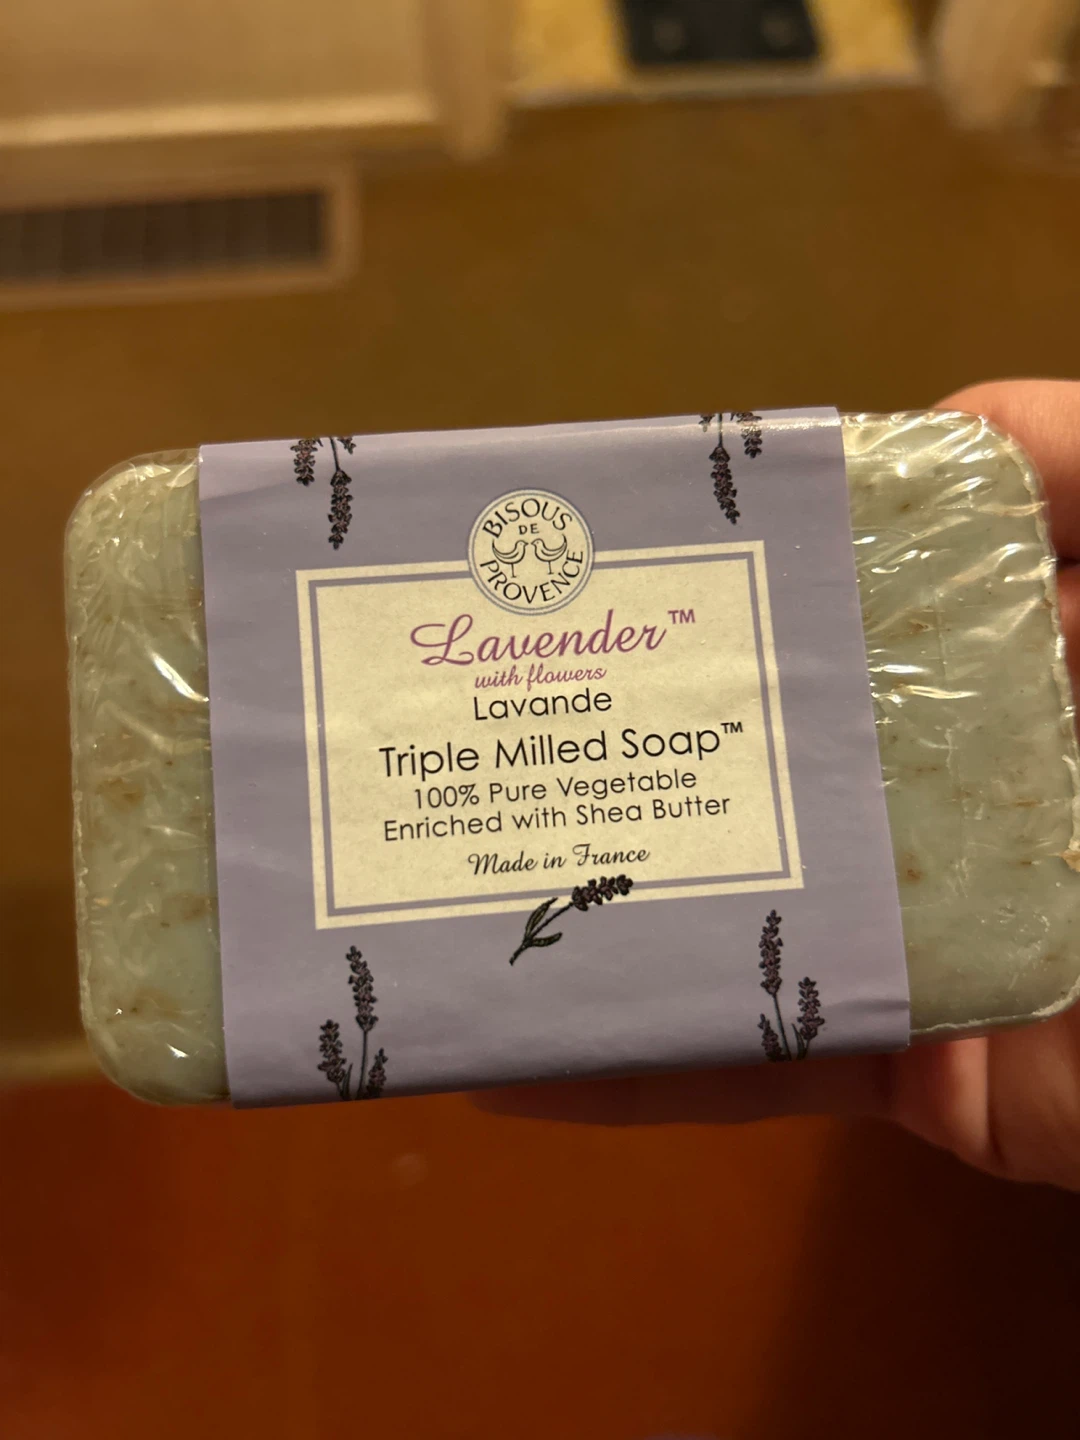 BISOUS
DE
PROVENCE
Lavender™
with flowers
Lavande
Triple Milled Soap™
100% Pure Vegetable
Enriched with Shea Butter
Made in France